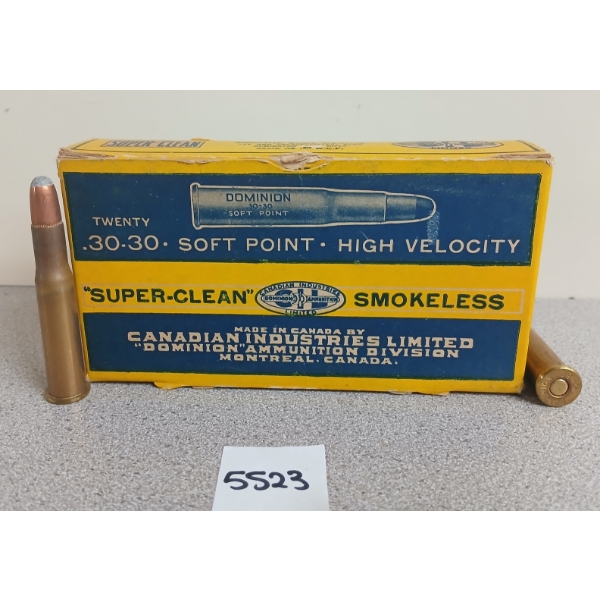 SUPER-CLEAN
DOMINION
30-30
SOFT POINT
TWENTY
.30-30 • SOFT POINT • HIGH VELOCITY
"SUPER-CLEAN"
CANADIAN INDUSTRIES
DOMINION AMMUNITION
CIL
LIMITED
SMOKELESS
MADE IN CANADA BY
CANADIAN INDUSTRIES LIMITED
"DOMINION" AMMUNITION DIVISION
MONTREAL. CANADA.
5523